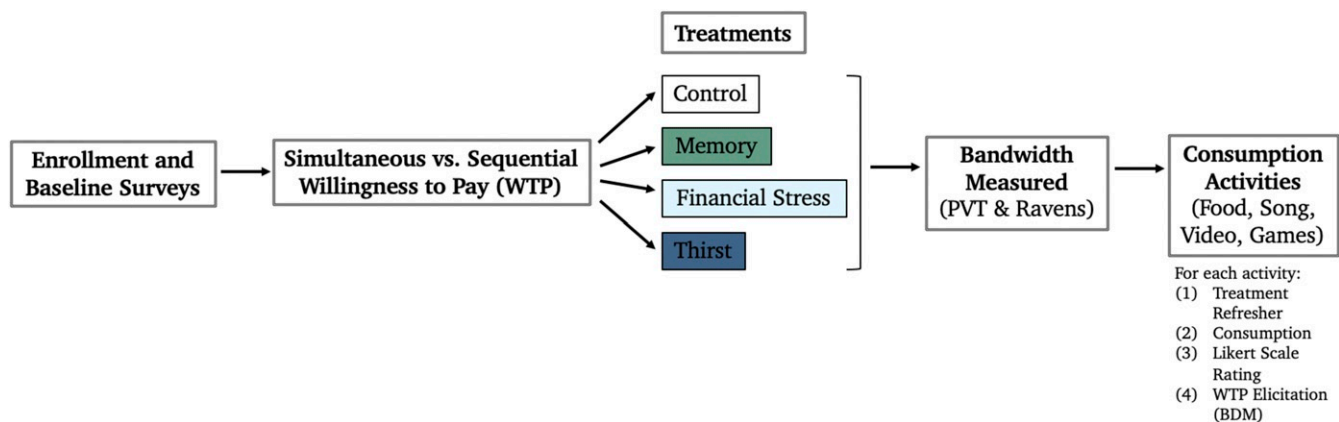 Treatments
Enrollment and
Baseline Surveys
Simultaneous vs. Sequential
Willingness to Pay (WTP)
Control
Memory
Financial Stress
Thirst
Bandwidth
Measured
(PVT & Ravens)
Consumption
Activities
(Food, Song,
Video, Games)
For each activity:
(1) Treatment
Refresher
(2) Consumption
(3) Likert Scale
Rating
(4) WTP Elicitation
(BDM)